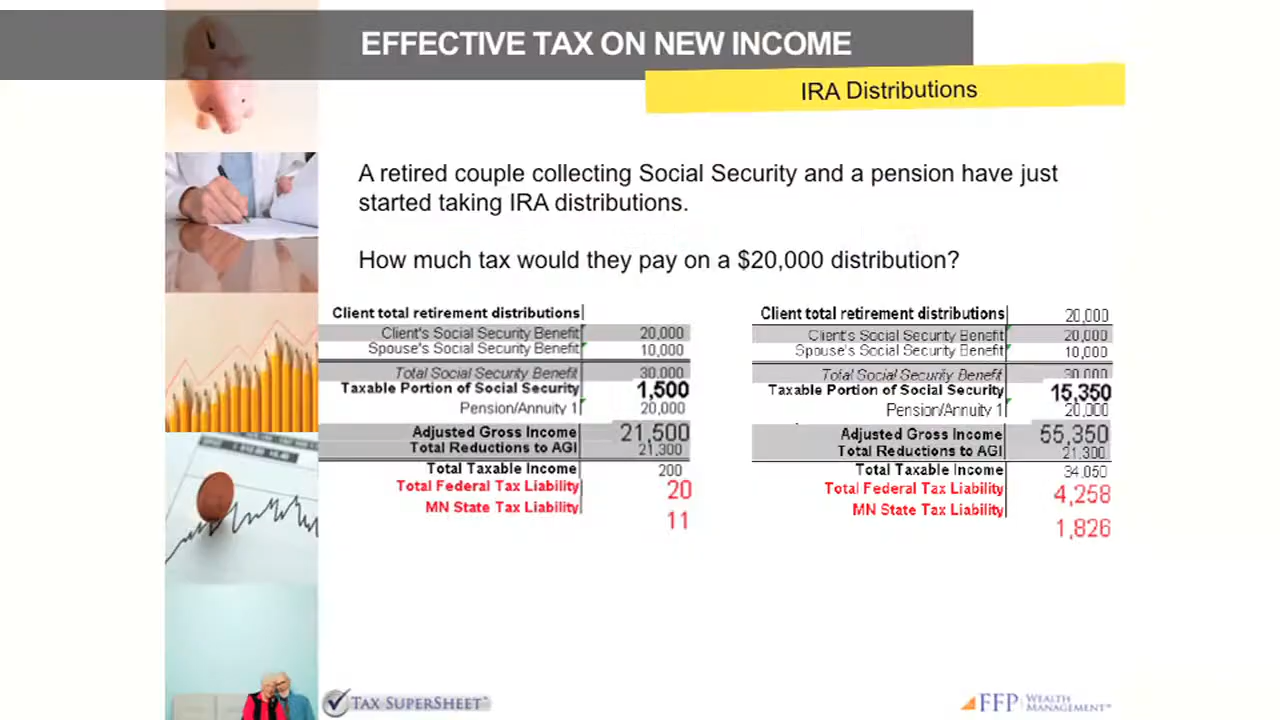 EFFECTIVE TAX ON NEW INCOME
IRA Distributions
A retired couple collecting Social Security and a pension have just
started taking IRA distributions.
How much tax would they pay on a $20,000 distribution?
Client total retirement distributions
Client's Social Security Benefit 20,000
Spouse's Social Security Benefit 10,000
Total Social Security Benefit 30,000
Taxable Portion of Social Security 1,500
Pension/Annuity 1 20,000
Adjusted Gross Income 21,500
Total Reductions to AGI 21,300
Total Taxable Income 200
Total Federal Tax Liability 20
MN State Tax Liability 11
Client total retirement distributions 20,000
Client's Social Security Benefit 20,000
Spouse's Social Security Benefit 10,000
Total Social Security Benefit 30,000
Taxable Portion of Social Security 15,350
Pension/Annuity 1 20,000
Adjusted Gross Income 55,350
Total Reductions to AGI 21,300
Total Taxable Income 34,050
Total Federal Tax Liability 4,258
MN State Tax Liability 1,826
TAX SUPERSHEET
FFP WEALTH MANAGEMENT